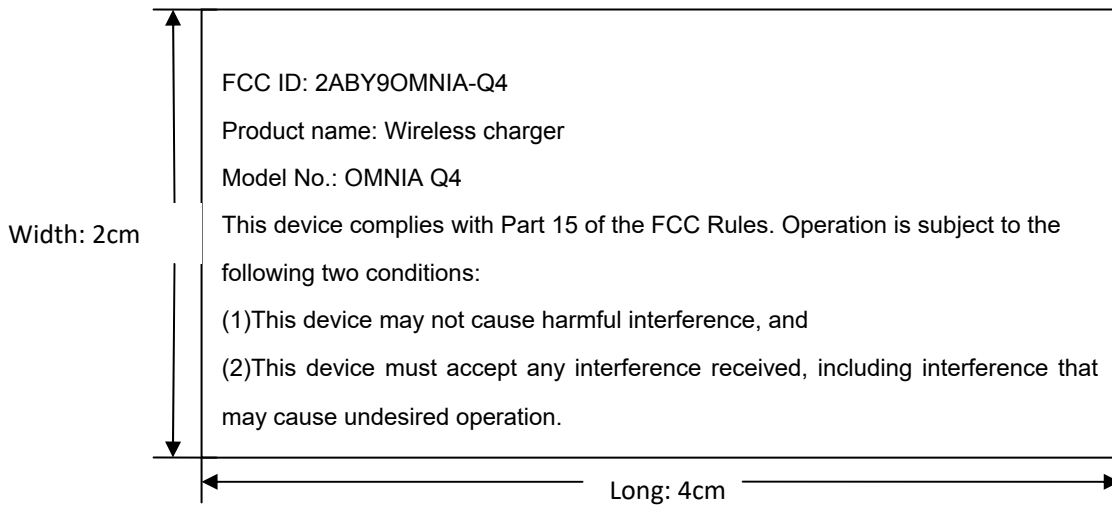 FCC ID: 2ABY9OMNIA-Q4
Product name: Wireless charger
Model No.: OMNIA Q4
Width: 2cm
This device complies with Part 15 of the FCC Rules. Operation is subject to the
following two conditions:
(1)This device may not cause harmful interference, and
(2)This device must accept any interference received, including interference that
may cause undesired operation.
Long: 4cm